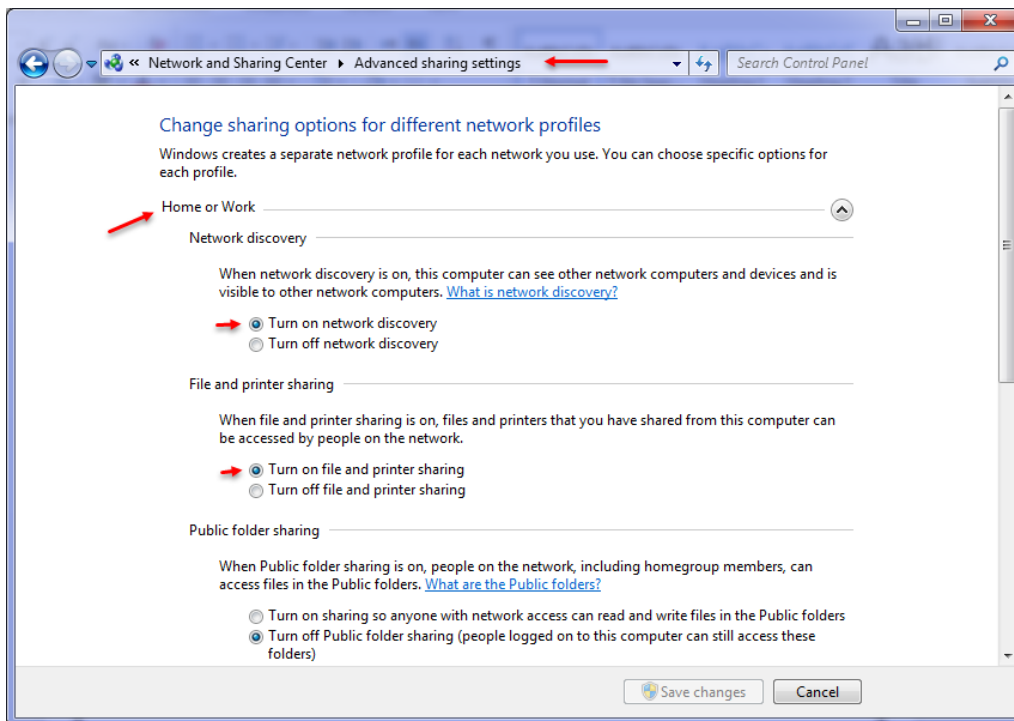 « Network and Sharing Center ▸ Advanced sharing settings
Search Control Panel
Change sharing options for different network profiles
Windows creates a separate network profile for each network you use. You can choose specific options for
each profile.
Home or Work
Network discovery
When network discovery is on, this computer can see other network computers and devices and is
visible to other network computers. What is network discovery?
Turn on network discovery
Turn off network discovery
File and printer sharing
When file and printer sharing is on, files and printers that you have shared from this computer can
be accessed by people on the network.
Turn on file and printer sharing
Turn off file and printer sharing
Public folder sharing
When Public folder sharing is on, people on the network, including homegroup members, can
access files in the Public folders. What are the Public folders?
Turn on sharing so anyone with network access can read and write files in the Public folders
Turn off Public folder sharing (people logged on to this computer can still access these
folders)
Save changes
Cancel